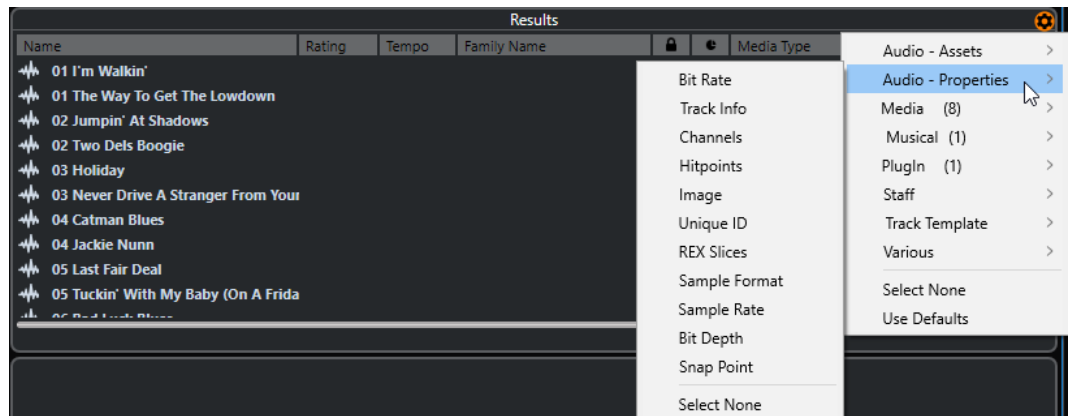 Results
Name Rating Tempo Family Name Media Type
01 I'm Walkin'
01 The Way To Get The Lowdown
02 Jumpin' At Shadows
02 Two Dels Boogie
03 Holiday
03 Never Drive A Stranger From Your
04 Catman Blues
04 Jackie Nunn
05 Last Fair Deal
05 Tuckin' With My Baby (On A Frida
Bit Rate
Track Info
Channels
Hitpoints
Image
Unique ID
REX Slices
Sample Format
Sample Rate
Bit Depth
Snap Point
Select None
Audio - Assets
Audio - Properties
Media (8)
Musical (1)
PlugIn (1)
Staff
Track Template
Various
Select None
Use Defaults